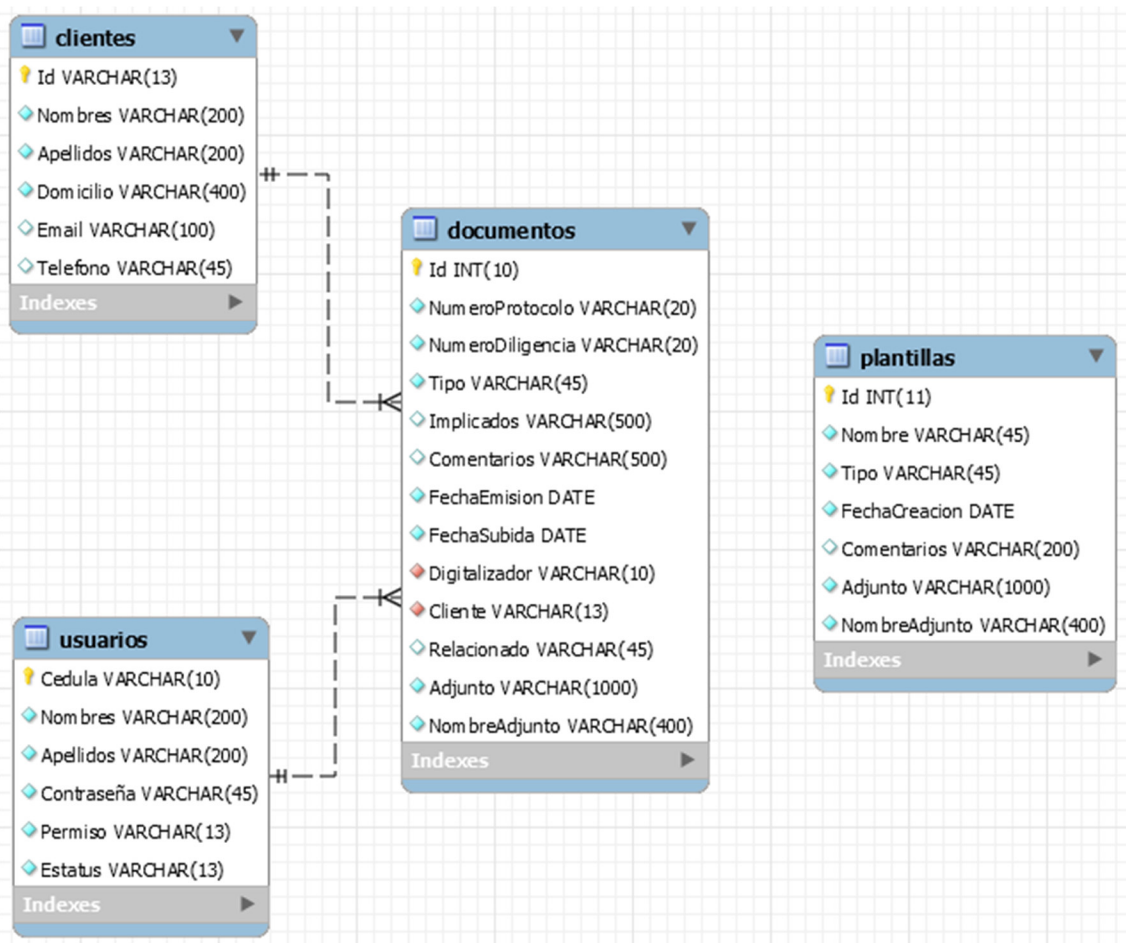 clientes
Id VARCHAR(13)
Nombres VARCHAR(200)
Apellidos VARCHAR(200)
Domicilio VARCHAR(400)
Email VARCHAR(100)
Telefono VARCHAR(45)
Indexes
documentos
Id INT(10)
NumeroProtocolo VARCHAR(20)
NumeroDiligencia VARCHAR(20)
Tipo VARCHAR(45)
Implicados VARCHAR(500)
Comentarios VARCHAR(500)
FechaEmision DATE
FechaSubida DATE
Digitalizador VARCHAR(10)
Cliente VARCHAR(13)
Relacionado VARCHAR(45)
Adjunto VARCHAR(1000)
NombreAdjunto VARCHAR(400)
Indexes
plantillas
Id INT(11)
Nombre VARCHAR(45)
Tipo VARCHAR(45)
FechaCreacion DATE
Comentarios VARCHAR(200)
Adjunto VARCHAR(1000)
NombreAdjunto VARCHAR(400)
Indexes
usuarios
Cedula VARCHAR(10)
Nombres VARCHAR(200)
Apellidos VARCHAR(200)
Contraseña VARCHAR(45)
Permiso VARCHAR(13)
Estatus VARCHAR(13)
Indexes